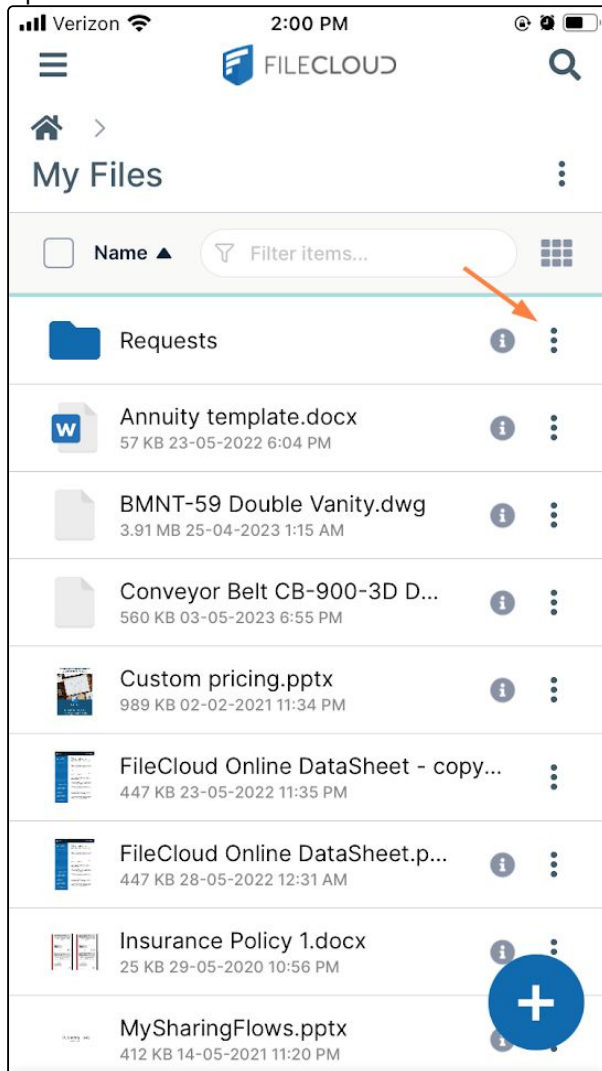 Verizon 2:00 PM
FILECLOUD
My Files
Name ▲ Filter items...
Requests
W
Annuity template.docx
57 KB 23-05-2022 6:04 PM
BMNT-59 Double Vanity.dwg
3.91 MB 25-04-2023 1:15 AM
Conveyor Belt CB-900-3D D...
560 KB 03-05-2023 6:55 PM
Custom pricing.pptx
989 KB 02-02-2021 11:34 PM
FileCloud Online DataSheet - copy...
447 KB 23-05-2022 11:35 PM
FileCloud Online DataSheet.p...
447 KB 28-05-2022 12:31 AM
Insurance Policy 1.docx
25 KB 29-05-2020 10:56 PM
MySharingFlows.pptx
412 KB 14-05-2021 11:20 PM